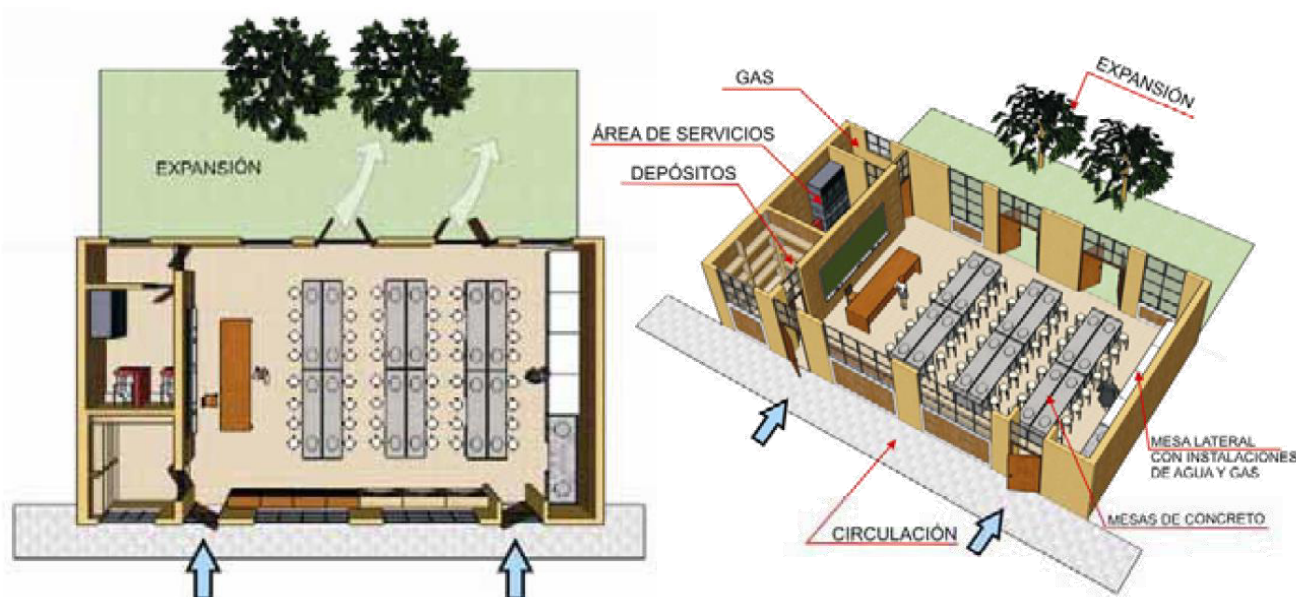 EXPANSIÓN
GAS
EXPANSIÓN
ÁREA DE SERVICIOS
DEPÓSITOS
MESA LATERAL
CON INSTALACIONES
DE AGUA Y GAS
MESAS DE CONCRETO
CIRCULACIÓN